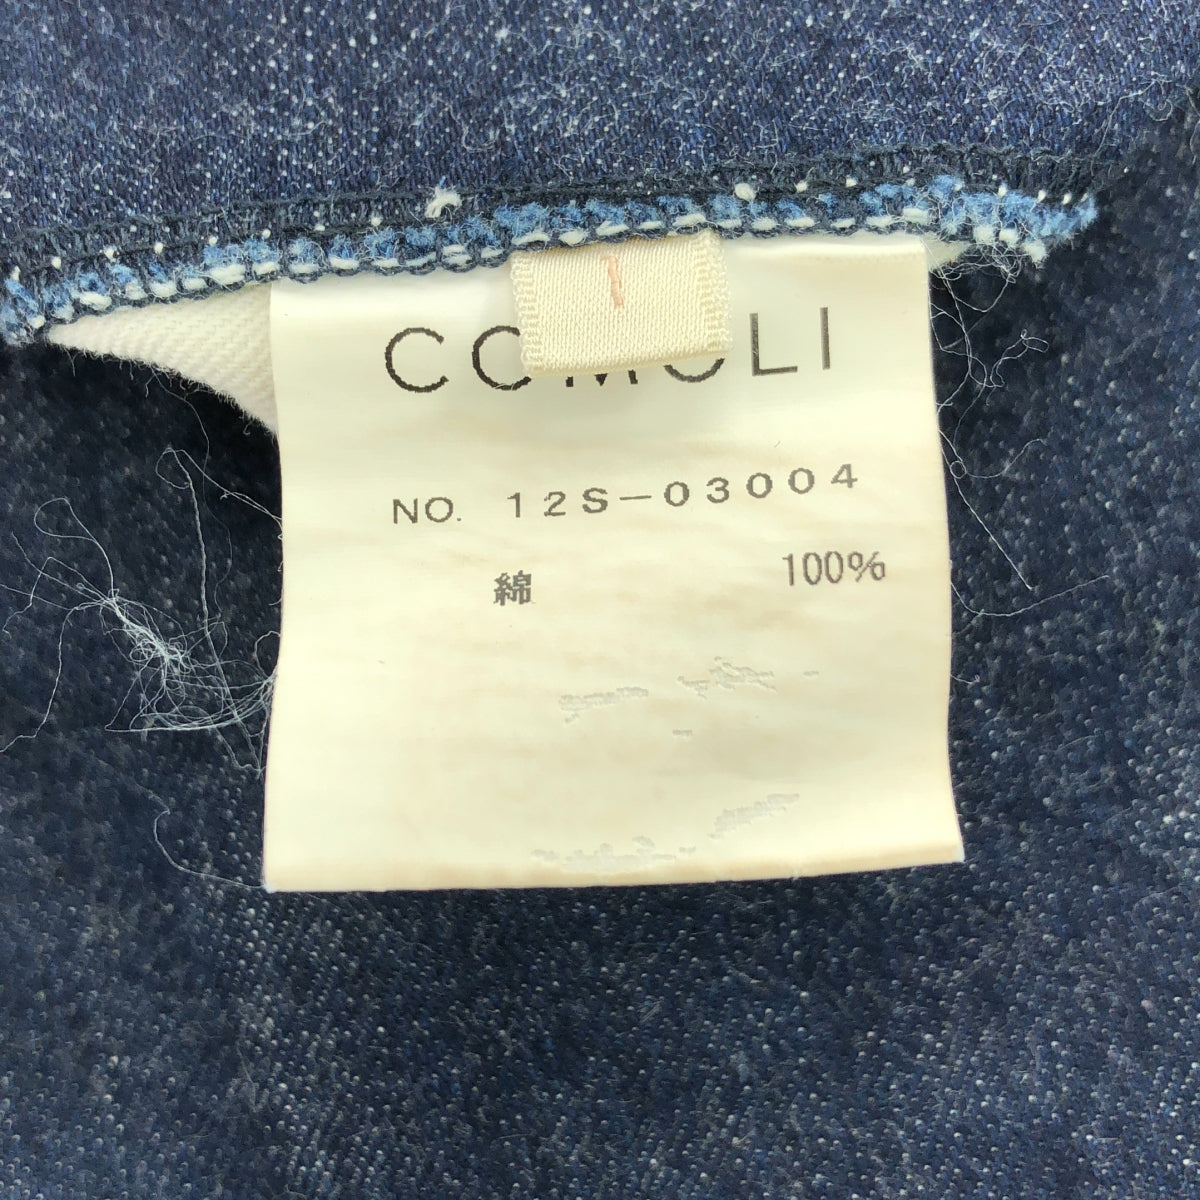 1
COMOLI
NO. 12S-03004
綿 100%